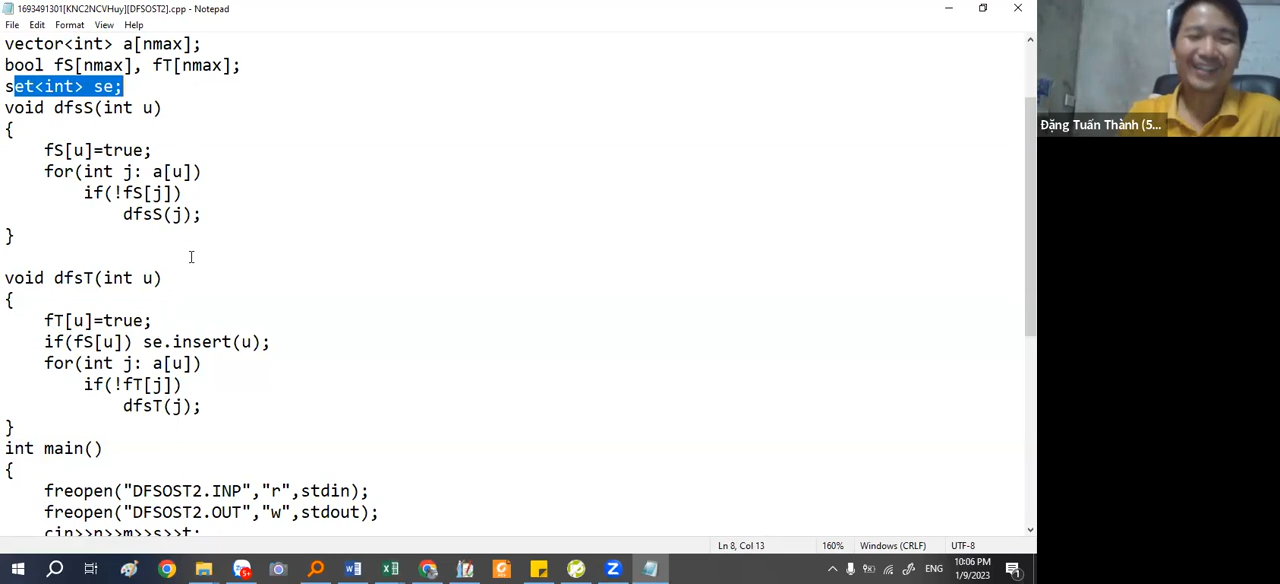 1693491301[KNC2NCVHuy][DFSOST2].cpp - Notepad
File Edit Format View Help
vector<int> a[nmax];
bool fS[nmax], fT[nmax];
set<int> se;
void dfsS(int u)
{
fS[u]=true;
for(int j: a[u])
if(!fS[j])
dfsS(j);
}
void dfsT(int u)
{
fT[u]=true;
if(fS[u]) se.insert(u);
for(int j: a[u])
if(!fT[j])
dfsT(j);
}
int main()
{
freopen("DFSOST2.INP","r",stdin);
freopen("DFSOST2.OUT","w",stdout);
cin>>n>>m>>s>>t;
Ln 8, Col 13 160% Windows (CRLF) UTF-8
Đặng Tuấn Thành (5...
ENG
10:06 PM
1/9/2023